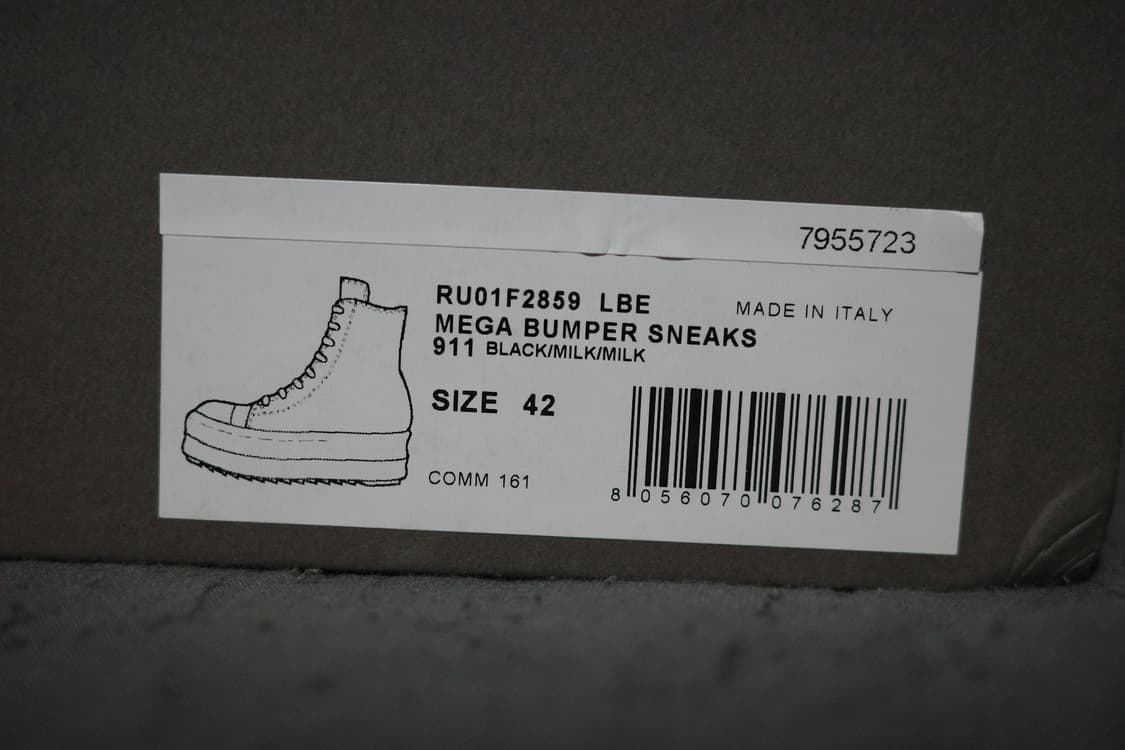 7955723
RU01F2859 LBE
MADE IN ITALY
MEGA BUMPER SNEAKS
911 BLACK/MILK/MILK
SIZE 42
COMM 161
8 056070 076287